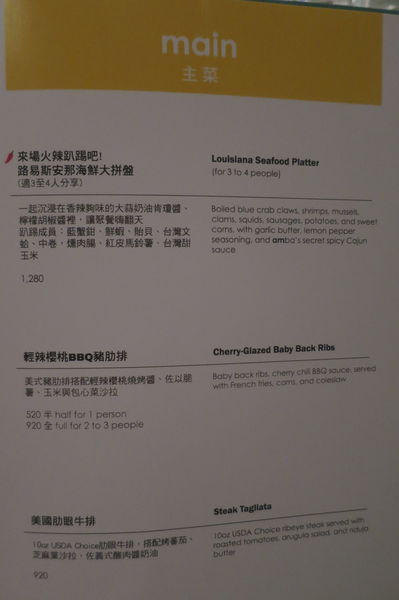 main
主菜
來場火辣趴踢吧!
路易斯安那海鮮大拼盤
(適3至4人分享)
Louisiana Seafood Platter
(for 3 to 4 people)
一起沉浸在香辣夠味的大蒜奶油肯瓊醬、
檸檬胡椒醬裡，讓聚餐嗨翻天
趴踢成員：藍蟹鉗、鮮蝦、貽貝、台灣文
蛤、中卷、燻肉腸、紅皮馬鈴薯、台灣甜
玉米
Boiled blue crab claws, shrimps, mussels,
clams, squids, sausages, potatoes, and sweet
corns, with garlic butter, lemon pepper
seasoning, and amba's secret spicy Cajun
sauce
1,280
輕辣櫻桃BBQ豬肋排
Cherry-Glazed Baby Back Ribs
美式豬肋排搭配輕辣櫻桃燒烤醬、佐以脆
薯、玉米與包心菜沙拉
Baby back ribs, cherry chili BBQ sauce, served
with French fries, corns, and coleslaw
520 半 half for 1 person
920 全 full for 2 to 3 people
美國肋眼牛排
Steak Tagliata
10oz USDA Choice肋眼牛排，搭配烤蕃茄、
芝麻葉沙拉、佐義式釀肉醬奶油
10oz USDA Choice ribeye steak served with
roasted tomatoes, arugula salad, and nduja
butter
920